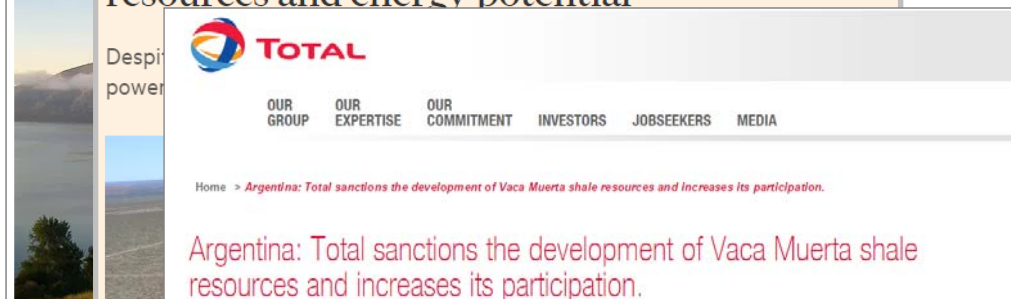 resources and energy potential
Despi
power
TOTAL
OUR GROUP OUR EXPERTISE OUR COMMITMENT INVESTORS JOBSEEKERS MEDIA
Home > Argentina: Total sanctions the development of Vaca Muerta shale resources and increases its participation.
Argentina: Total sanctions the development of Vaca Muerta shale
resources and increases its participation.